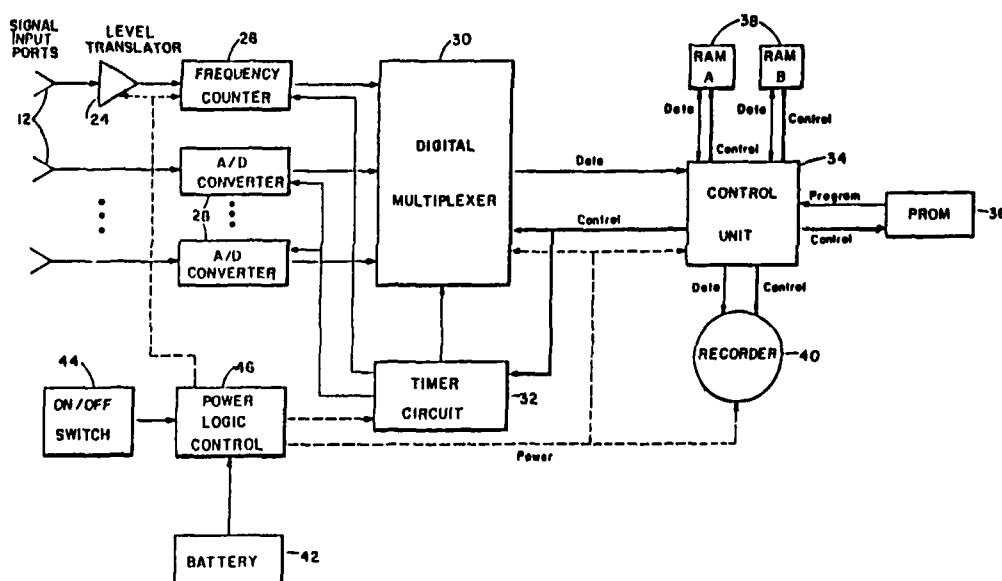 SIGNAL
INPUT
PORTS
LEVEL
TRANSLATOR
26
30
38
RAM
A
RAM
B
FREQUENCY
COUNTER
24
12
Data
Data
Control
Control
34
A/D
CONVERTER
28
DIGITAL
MULTIPLEXER
Data
CONTROL
UNIT
Program
PROM
36
Control
Control
A/D
CONVERTER
Data
Control
RECORDER
40
44
46
ON/OFF
SWITCH
POWER
LOGIC
CONTROL
TIMER
CIRCUIT
32
Power
BATTERY
42